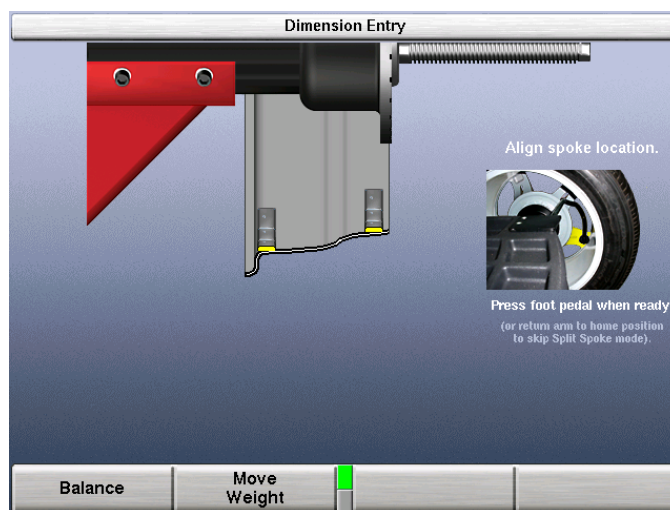 Dimension Entry
Align spoke location.
Press foot pedal when ready
(or return arm to home position
to skip Split Spoke mode).
Balance
Move
Weight